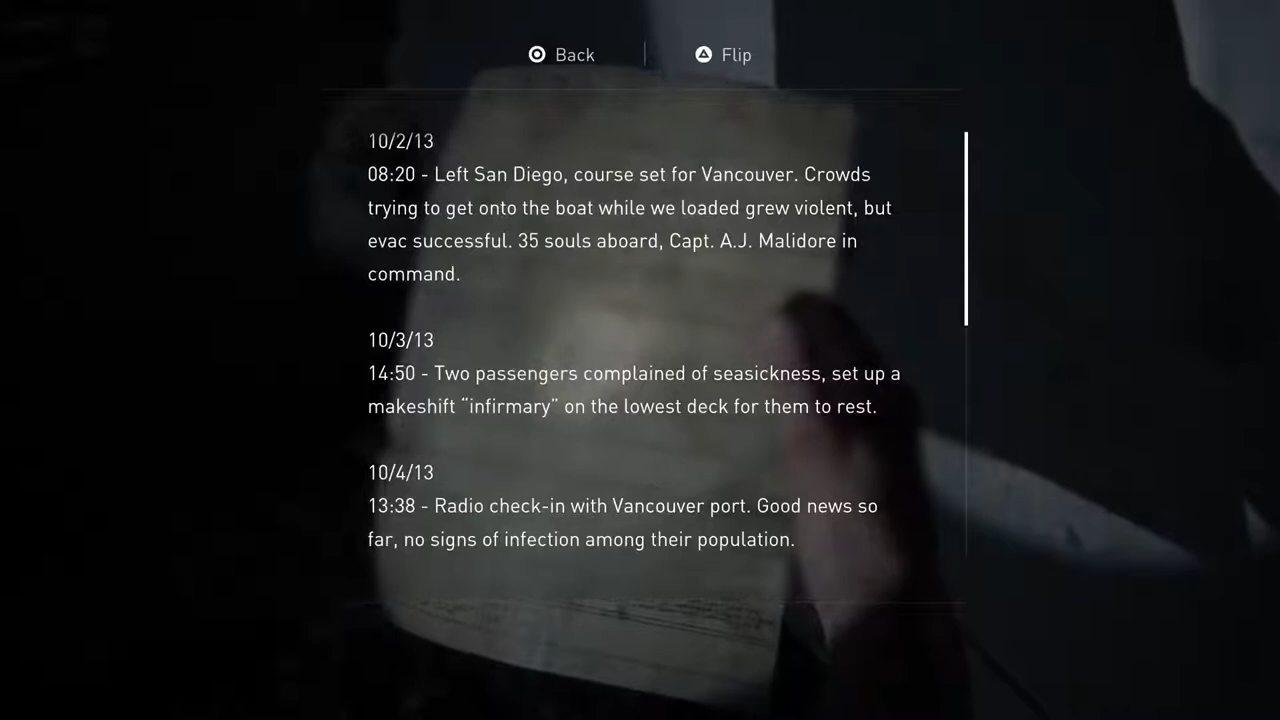 Back
Flip
10/2/13
08:20 - Left San Diego, course set for Vancouver. Crowds
trying to get onto the boat while we loaded grew violent, but
evac successful. 35 souls aboard, Capt. A.J. Malidore in
command.
10/3/13
14:50 - Two passengers complained of seasickness, set up a
makeshift “infirmary” on the lowest deck for them to rest.
10/4/13
13:38 - Radio check-in with Vancouver port. Good news so
far, no signs of infection among their population.